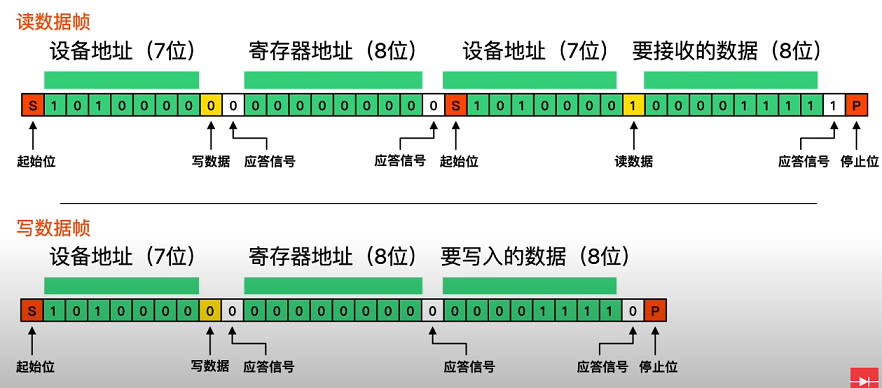 读数据帧
设备地址（7位） 寄存器地址（8位） 设备地址（7位） 要接收的数据（8位）
S 1 0 1 0 0 0 0 0 0 0 0 0 0 0 0 0 0 0 S 1 0 1 0 0 0 0 1 0 0 0 0 1 1 1 1 1 P
起始位 写数据 应答信号 应答信号 起始位 读数据 应答信号 停止位
写数据帧
设备地址（7位） 寄存器地址（8位） 要写入的数据（8位）
S 1 0 1 0 0 0 0 0 0 0 0 0 0 0 0 0 0 0 0 0 0 0 1 1 1 1 0 P
起始位 写数据 应答信号 应答信号 应答信号 停止位